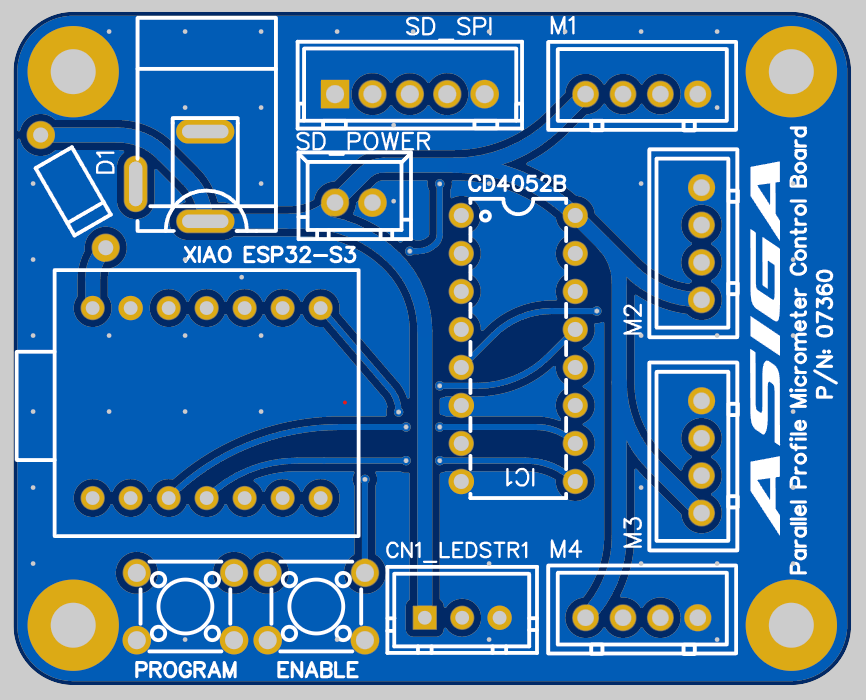 SD_SPI
M1
SD_POWER
D1
CD4052B
XIAO ESP32-S3
M2
ASIGA
Parallel Profile Micrometer Control Board
P/N: 07360
IC1
M3
CN1_LEDSTR1
M4
PROGRAM
ENABLE